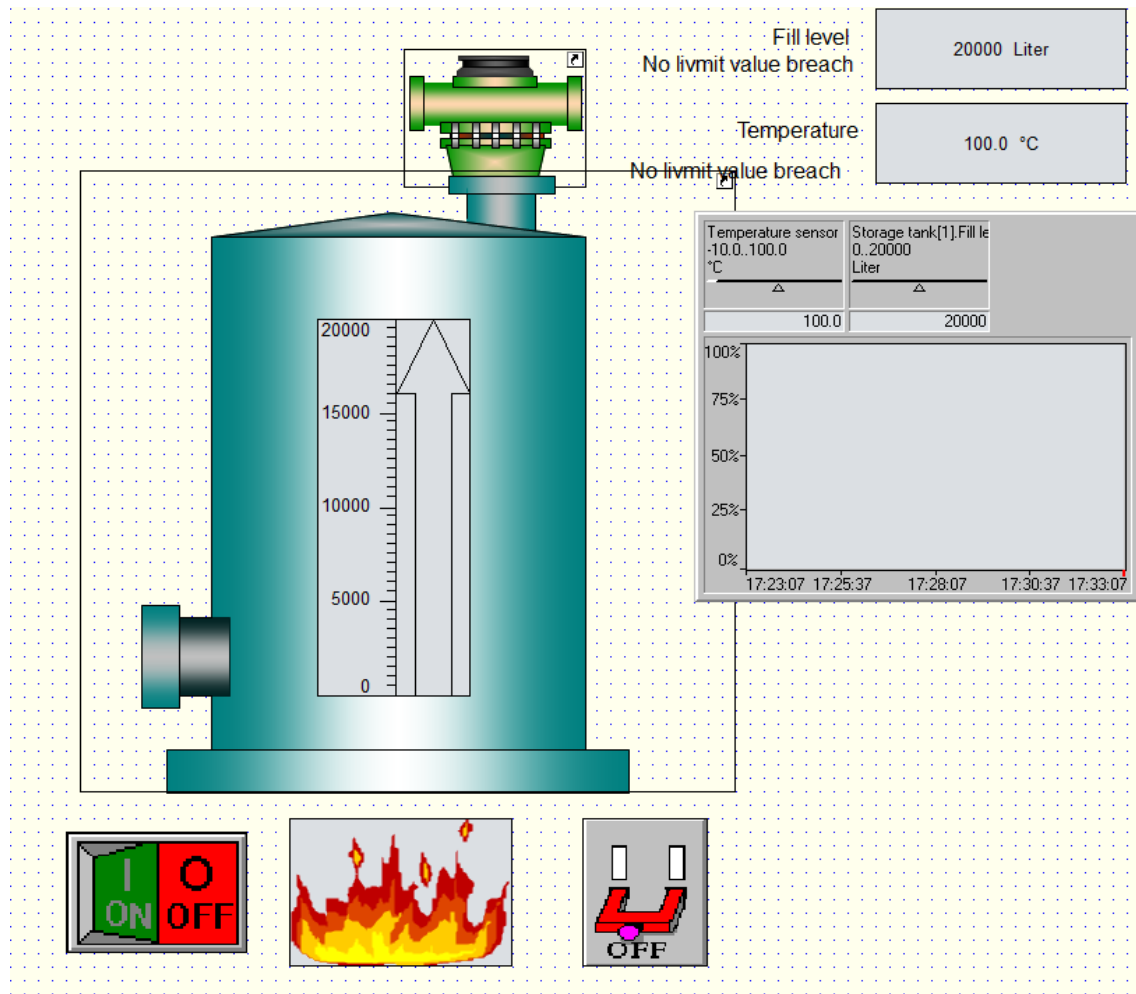 Fill level
20000 Liter
No livmit value breach
Temperature
100.0 °C
No livmit value breach
Temperature sensor
-10.0..100.0
°C
100.0
Storage tank[1].Fill le
0..20000
Liter
20000
100%
75%
50%
25%
0%
17:23:07 17:25:37 17:28:07 17:30:37 17:33:07
20000
15000
10000
5000
0
I
ON
O
OFF
OFF